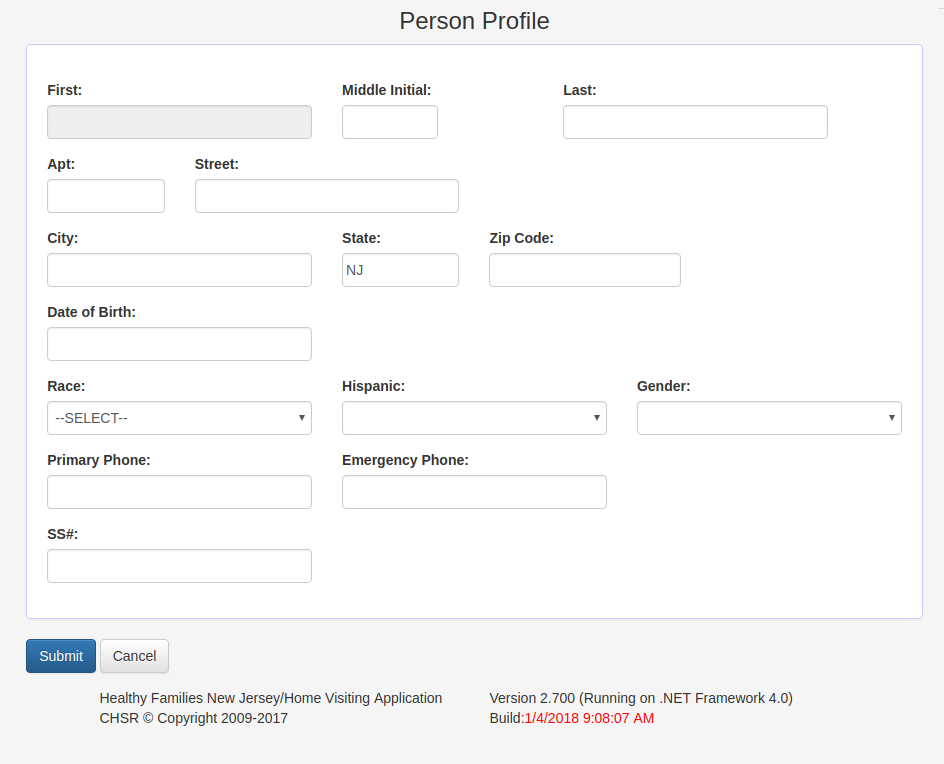 Person Profile
First: Middle Initial: Last:
Apt: Street:
City: State: Zip Code:
NJ
Date of Birth:
Race: Hispanic: Gender:
--SELECT--
Primary Phone: Emergency Phone:
SS#:
Submit Cancel
Healthy Families New Jersey/Home Visiting Application Version 2.700 (Running on .NET Framework 4.0)
CHSR © Copyright 2009-2017 Build:1/4/2018 9:08:07 AM